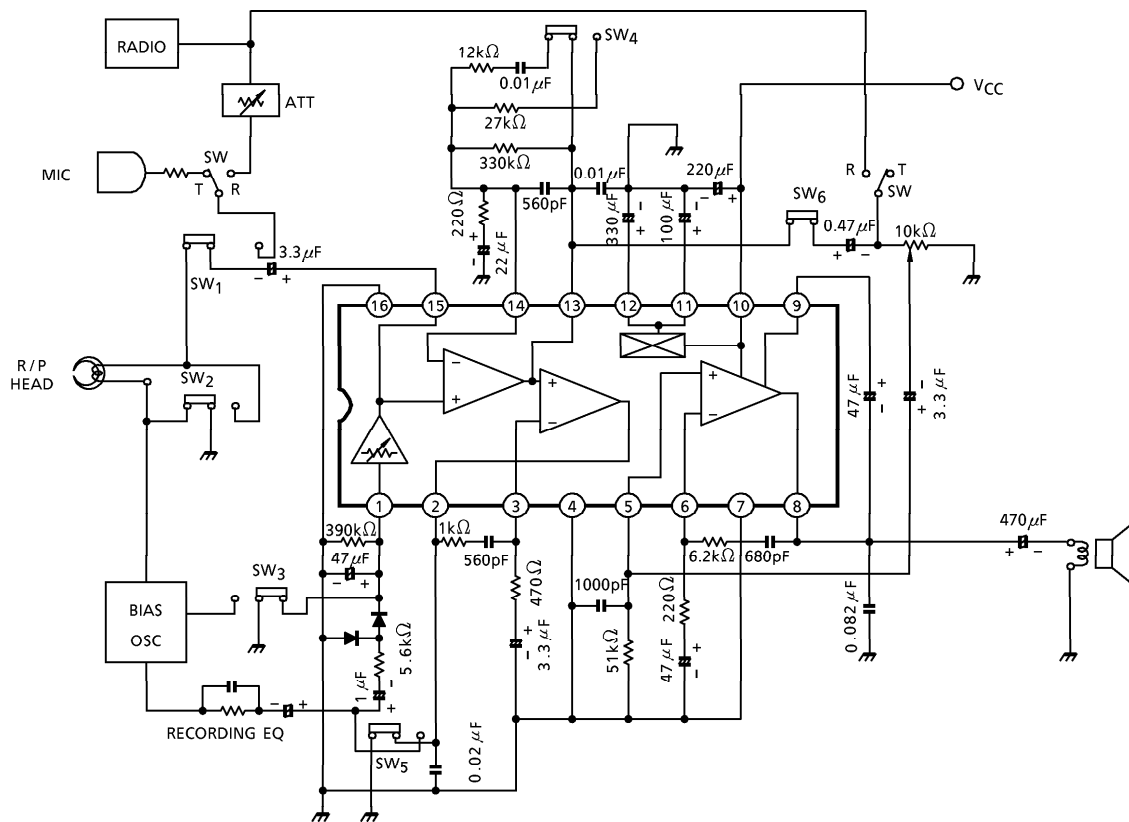 RADIO
ATT
MIC
SW
T
R
3.3μF
−
+
SW1
R/P
HEAD
SW2
12kΩ
0.01μF
SW4
27kΩ
330kΩ
220Ω
+
−
22μF
560pF
0.01μF
330μF
−
+
100μF
−
+
220μF
−
+
VCC
R
T
SW
SW6
0.47μF
+
−
10kΩ
16
15
14
13
12
11
10
9
−
+
+
−
+
−
47μF
+
−
−
+
3.3μF
1
2
3
4
5
6
7
8
390kΩ
47μF
−
+
1kΩ
560pF
470Ω
+
−
3.3μF
1000pF
51kΩ
6.2kΩ
680pF
220Ω
47μF
+
−
0.082μF
470μF
+
−
SW3
BIAS
OSC
5.6kΩ
1μF
−
+
−
+
RECORDING EQ
SW5
0.02μF